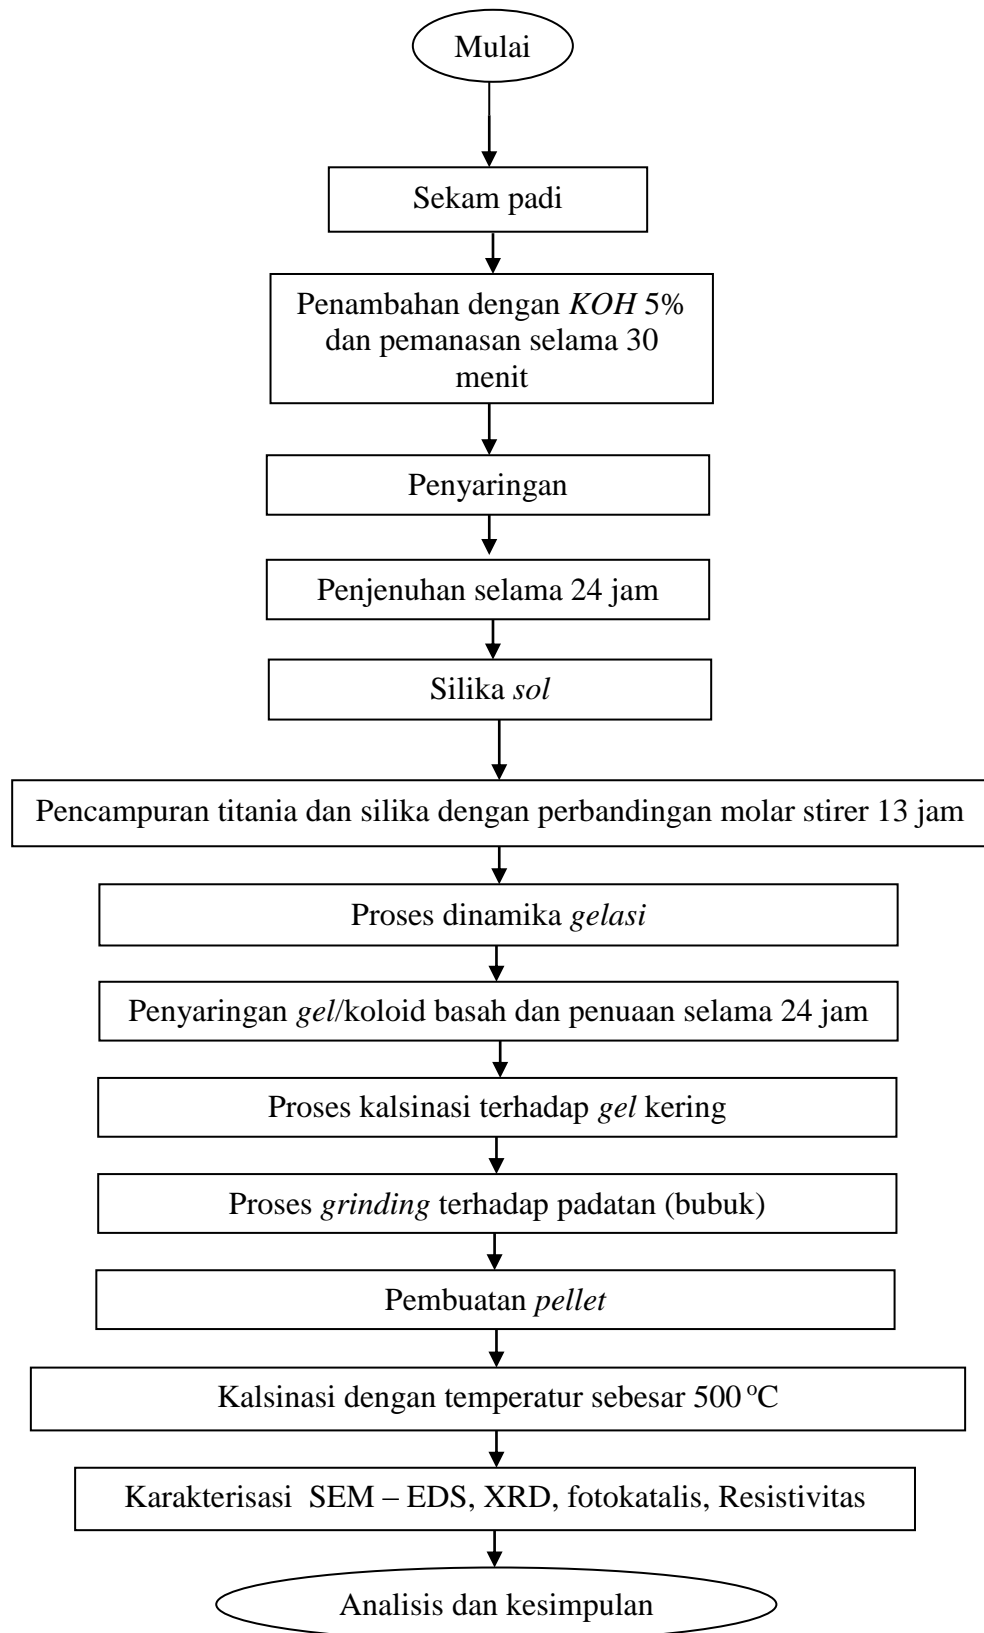 Mulai
Sekam padi
Penambahan dengan KOH 5%
dan pemanasan selama 30
menit
Penyaringan
Penjenuhan selama 24 jam
Silika sol
Pencampuran titania dan silika dengan perbandingan molar stirer 13 jam
Proses dinamika gelasi
Penyaringan gel/koloid basah dan penuaan selama 24 jam
Proses kalsinasi terhadap gel kering
Proses grinding terhadap padatan (bubuk)
Pembuatan pellet
Kalsinasi dengan temperatur sebesar 500 °C
Karakterisasi SEM – EDS, XRD, fotokatalis, Resistivitas
Analisis dan kesimpulan